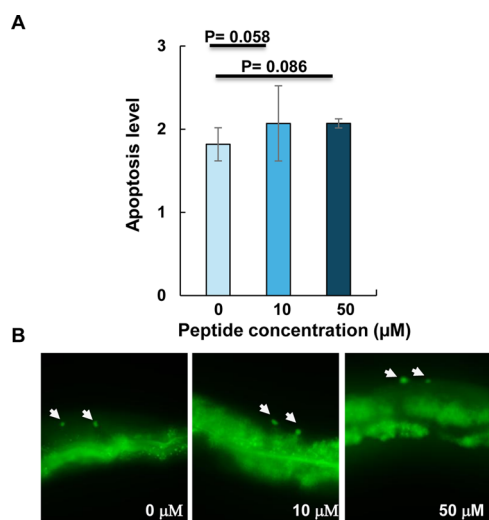 A
P= 0.058
P= 0.086
Apoptosis level
3
2
1
0
0 10 50
Peptide concentration (µM)
B
0 µM
10 µM
50 µM